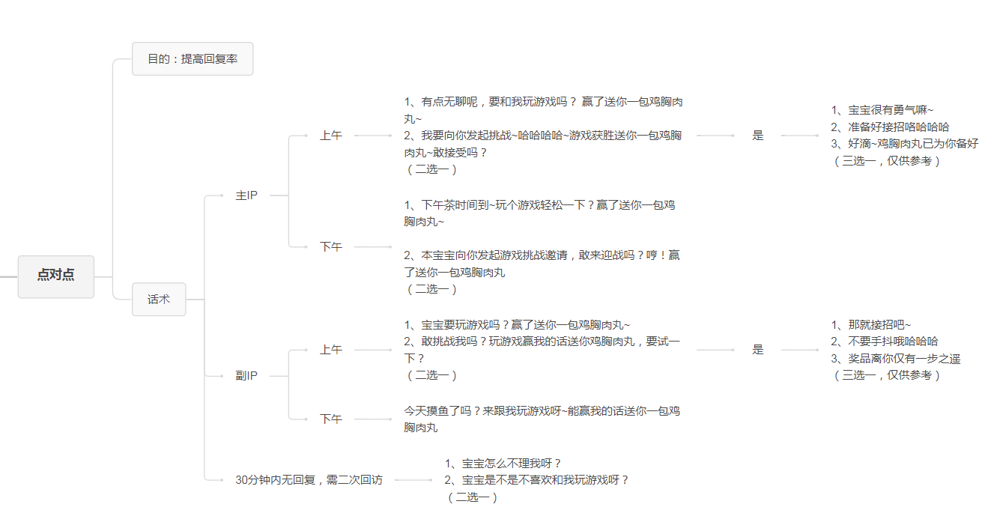 点对点
目的：提高回复率
话术
主IP
上午
1、有点无聊呢，要和我玩游戏吗？ 赢了送你一包鸡胸肉
丸~
2、我要向你发起挑战~哈哈哈哈~游戏获胜送你一包鸡胸
肉丸~敢接受吗？
（二选一）
是
1、宝宝很有勇气嘛~
2、准备好接招咯哈哈哈
3、好滴~鸡胸肉丸已为你备好
（三选一，仅供参考）
下午
1、下午茶时间到~玩个游戏轻松一下？赢了送你一包鸡
胸肉丸~
2、本宝宝向你发起游戏挑战邀请，敢来迎战吗？哼！赢
了送你一包鸡胸肉丸
（二选一）
副IP
上午
1、宝宝要玩游戏吗？赢了送你一包鸡胸肉丸~
2、敢挑战我吗？玩游戏赢我的话送你鸡胸肉丸，要试一
下？
（二选一）
是
1、那就接招吧~
2、不要手抖哦哈哈哈
3、奖品离你仅有一步之遥
（三选一，仅供参考）
下午
今天摸鱼了吗？来跟我玩游戏呀~能赢我的话送你一包鸡
胸肉丸
30分钟内无回复，需二次回访
1、宝宝怎么不理我呀？
2、宝宝是不是不喜欢和我玩游戏呀？
（二选一）